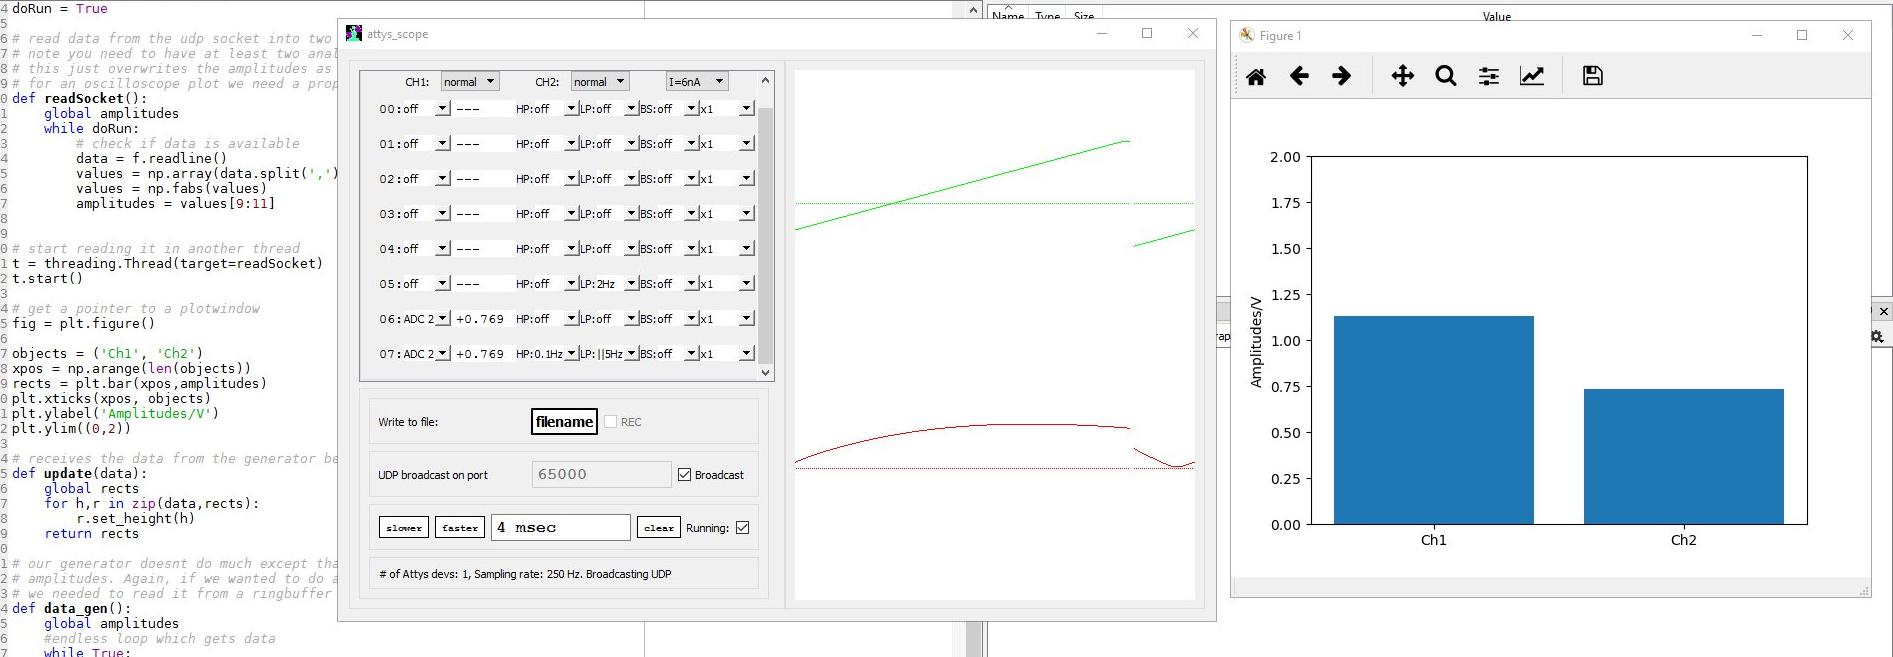 4 doRun = True
5
6 # read data from the udp socket into two
7 # note you need to have at least two anal
8 # this just overwrites the amplitudes as
9 # for an oscilloscope plot we need a prop
0 def readSocket():
1 global amplitudes
2 while doRun:
3 # check if data is available
4 data = f.readline()
5 values = np.array(data.split(',')
6 values = np.fabs(values)
7 amplitudes = values[9:11]
8
9
0 # start reading it in another thread
1 t = threading.Thread(target=readSocket)
2 t.start()
3
4 # get a pointer to a plotwindow
5 fig = plt.figure()
6
7 objects = ('Ch1', 'Ch2')
8 xpos = np.arange(len(objects))
9 rects = plt.bar(xpos,amplitudes)
0 plt.xticks(xpos, objects)
1 plt.ylabel('Amplitudes/V')
2 plt.ylim((0,2))
3
4 # receives the data from the generator be
5 def update(data):
6 global rects
7 for h,r in zip(data,rects):
8 r.set_height(h)
9 return rects
0
1 # our generator doesnt do much except tha
2 # amplitudes. Again, if we wanted to do a
3 # we needed to read it from a ringbuffer
4 def data_gen():
5 global amplitudes
6 #endless loop which gets data
7 while True:
attys_scope
CH1: normal CH2: normal I=6nA
00:off --- HP:off LP:off BS:off x1
01:off --- HP:off LP:off BS:off x1
02:off --- HP:off LP:off BS:off x1
03:off --- HP:off LP:off BS:off x1
04:off --- HP:off LP:off BS:off x1
05:off --- HP:off LP:2Hz BS:off x1
06:ADC 2 +0.769 HP:off LP:off BS:off x1
07:ADC 2 +0.769 HP:0.1Hz LP:||5Hz BS:off x1
Write to file: filename REC
UDP broadcast on port 65000 Broadcast
slower faster 4 msec clear Running:
# of Attys devs: 1, Sampling rate: 250 Hz. Broadcasting UDP
Name Type Size Value
rap
Figure 1
2.00
1.75
1.50
1.25
1.00
0.75
0.50
0.25
0.00
Amplitudes/V
Ch1 Ch2